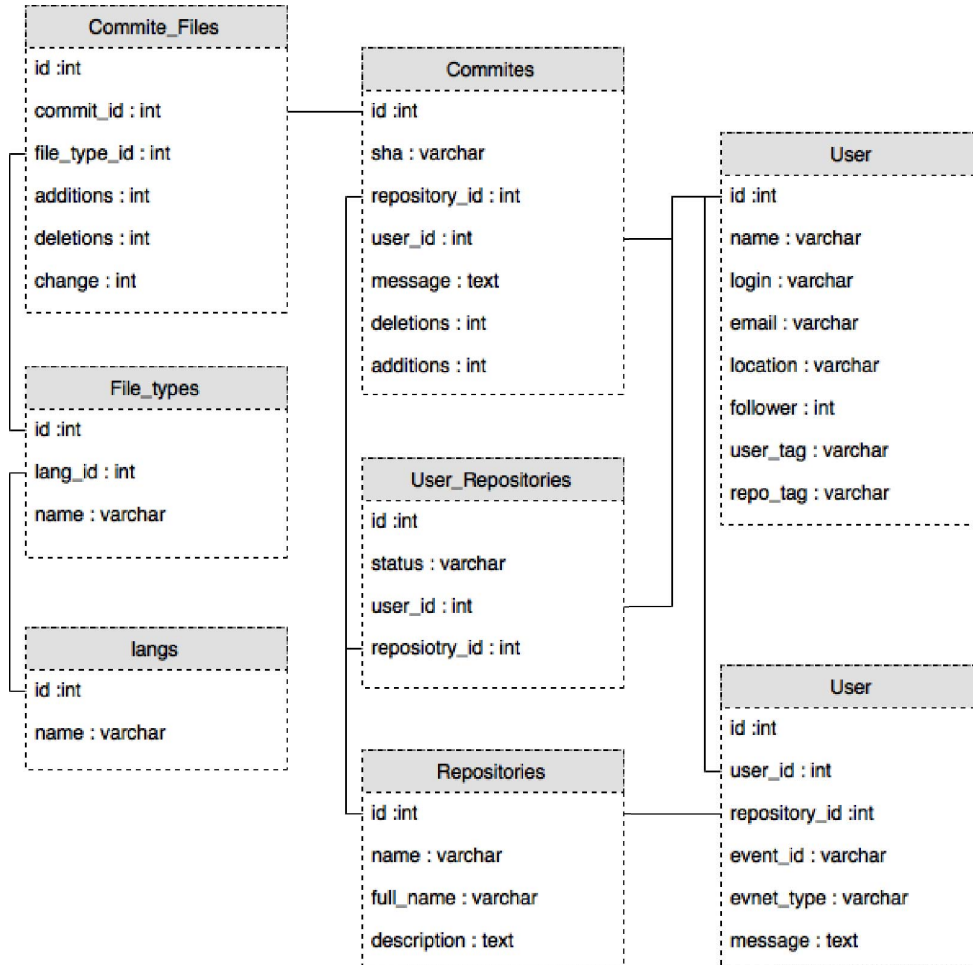 Commite_Files
id :int
commit_id : int
file_type_id : int
additions : int
deletions : int
change : int
File_types
id :int
lang_id : int
name : varchar
langs
id :int
name : varchar
Commites
id :int
sha : varchar
repository_id : int
user_id : int
message : text
deletions : int
additions : int
User_Repositories
id :int
status : varchar
user_id : int
reposiotry_id : int
Repositories
id :int
name : varchar
full_name : varchar
description : text
User
id :int
name : varchar
login : varchar
email : varchar
location : varchar
follower : int
user_tag : varchar
repo_tag : varchar
User
id :int
user_id : int
repository_id :int
event_id : varchar
evnet_type : varchar
message : text